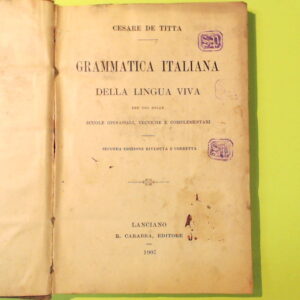 CESARE DE TITTA
GRAMMATICA ITALIANA
DELLA LINGUA VIVA
PER USO DELLE
SCUOLE GINNASIALI, TECNICHE E COMPLEMENTARI
SECONDA EDIZIONE RIVEDUTA E CORRETTA
LANCIANO
R. CARABBA, EDITORE
1907